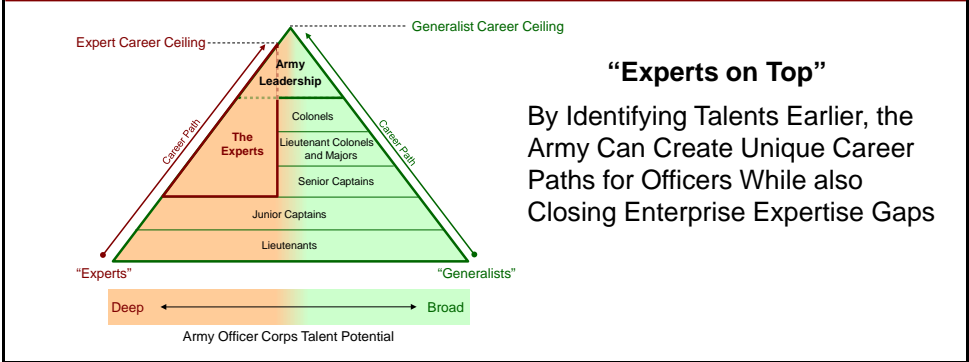 Generalist Career Ceiling
Expert Career Ceiling
Army
Leadership
Career Path
Career Path
The
Experts
Colonels
Lieutenant Colonels
and Majors
Senior Captains
Junior Captains
Lieutenants
“Experts”
“Generalists”
Deep
Broad
Army Officer Corps Talent Potential
“Experts on Top”
By Identifying Talents Earlier, the
Army Can Create Unique Career
Paths for Officers While also
Closing Enterprise Expertise Gaps